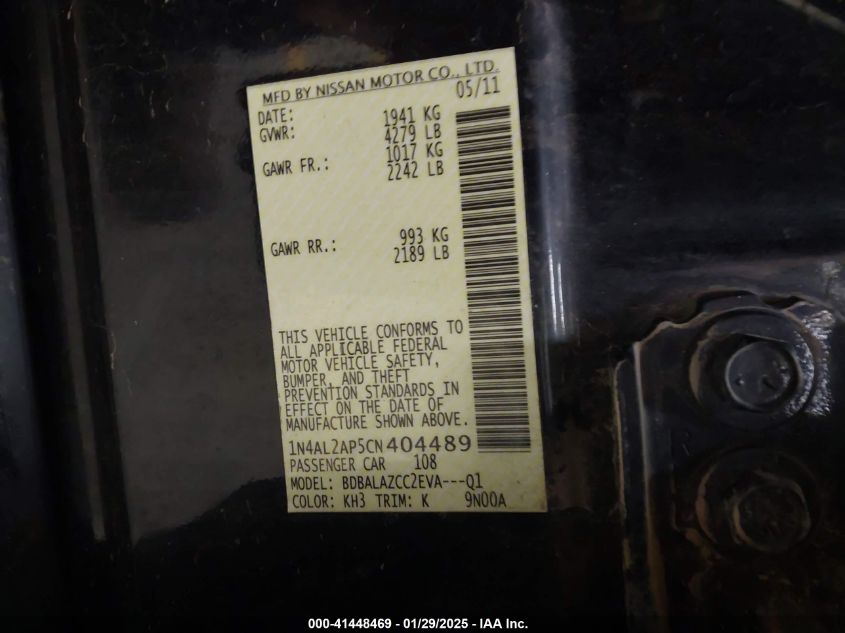 MFD BY NISSAN MOTOR CO., LTD.
DATE: 05/11
GVWR: 1941 KG
4279 LB
GAWR FR.: 1017 KG
2242 LB
GAWR RR.: 993 KG
2189 LB
THIS VEHICLE CONFORMS TO
ALL APPLICABLE FEDERAL
MOTOR VEHICLE SAFETY,
BUMPER, AND THEFT
PREVENTION STANDARDS IN
EFFECT ON THE DATE OF
MANUFACTURE SHOWN ABOVE.
1N4AL2AP5CN404489
PASSENGER CAR 108
MODEL: BDBALAZCC2EVA---Q1
COLOR: KH3 TRIM: K 9N00A
R
000-41448469 - 01/29/2025 - IAA Inc.